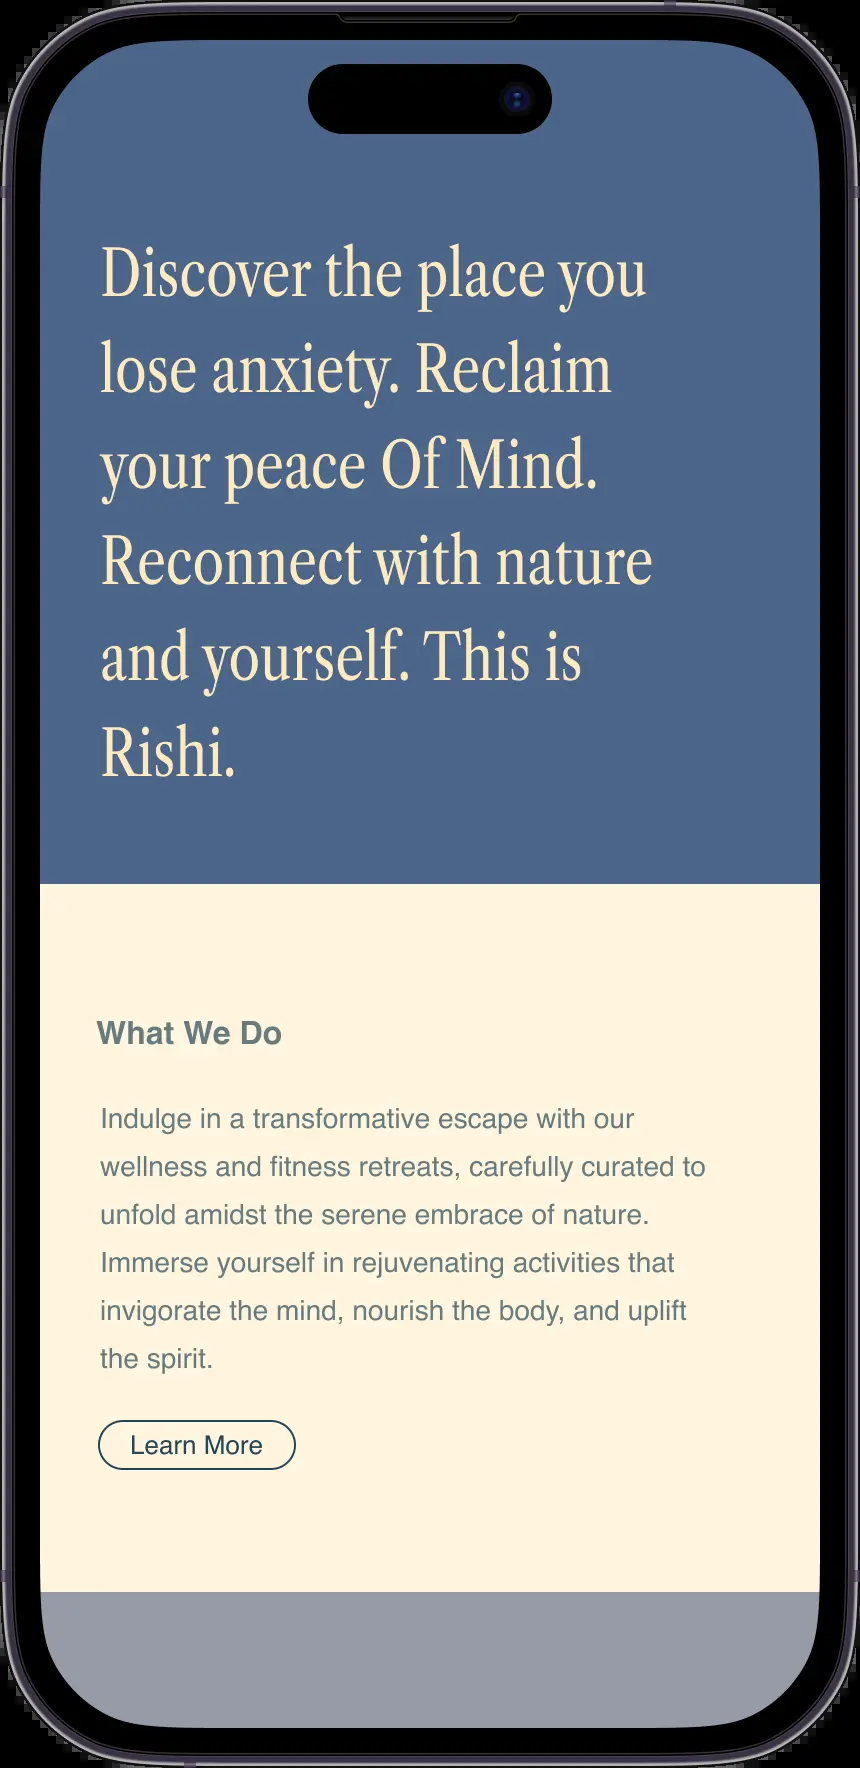 Discover the place you
lose anxiety. Reclaim
your peace Of Mind.
Reconnect with nature
and yourself. This is
Rishi.
What We Do
Indulge in a transformative escape with our
wellness and fitness retreats, carefully curated to
unfold amidst the serene embrace of nature.
Immerse yourself in rejuvenating activities that
invigorate the mind, nourish the body, and uplift
the spirit.
Learn More